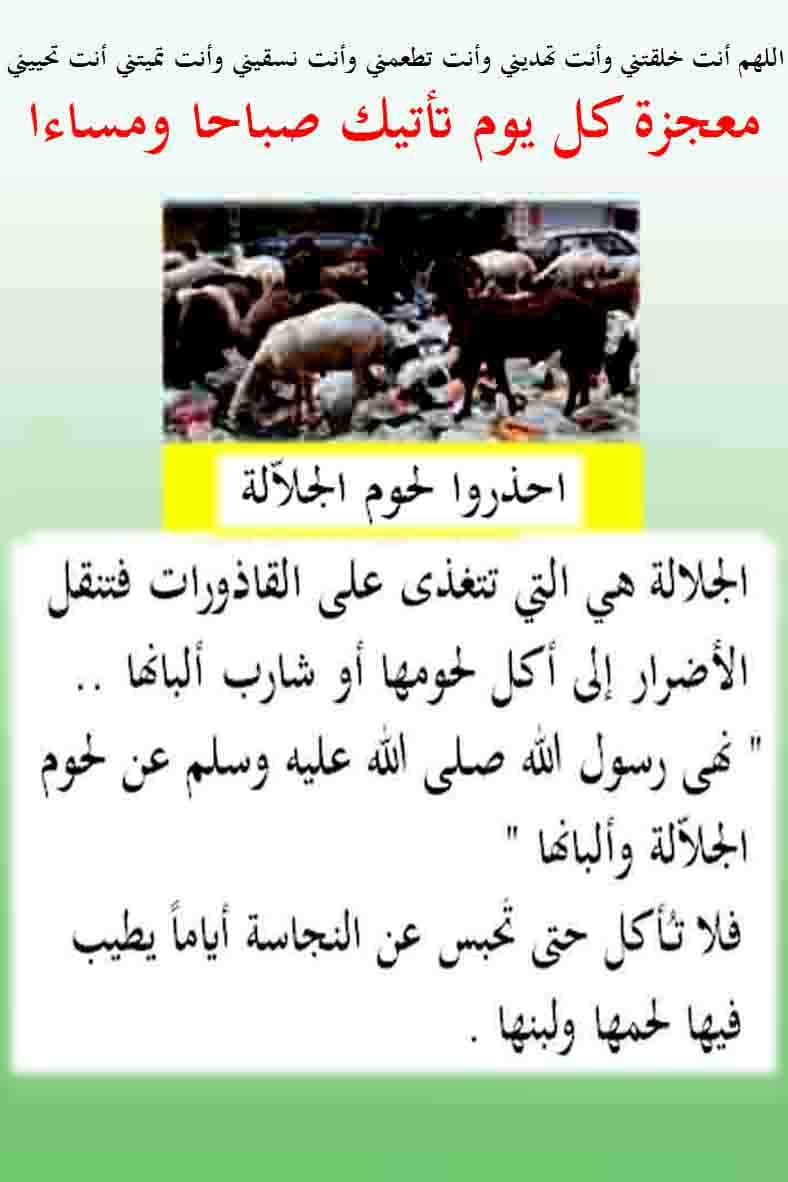 اللهم أنت خلقتني وأنت تهديني وأنت تطعمني وأنت نسقيني وأنت تميتني أنت تحييني
معجزة كل يوم تأتيك صباحا ومساءا
احذروا لحوم الجلاّلة
الجلالة هي التي تتغذى على القاذورات فتنقل
الأضرار إلى أكل لحومها أو شارب ألبانها ..
" نهى رسول الله صلى الله عليه وسلم عن لحوم
الجلاّلة وألبانها "
فلا تُأكل حتى تُحبس عن النجاسة أياماً يطيب
فيها لحمها ولبنها .